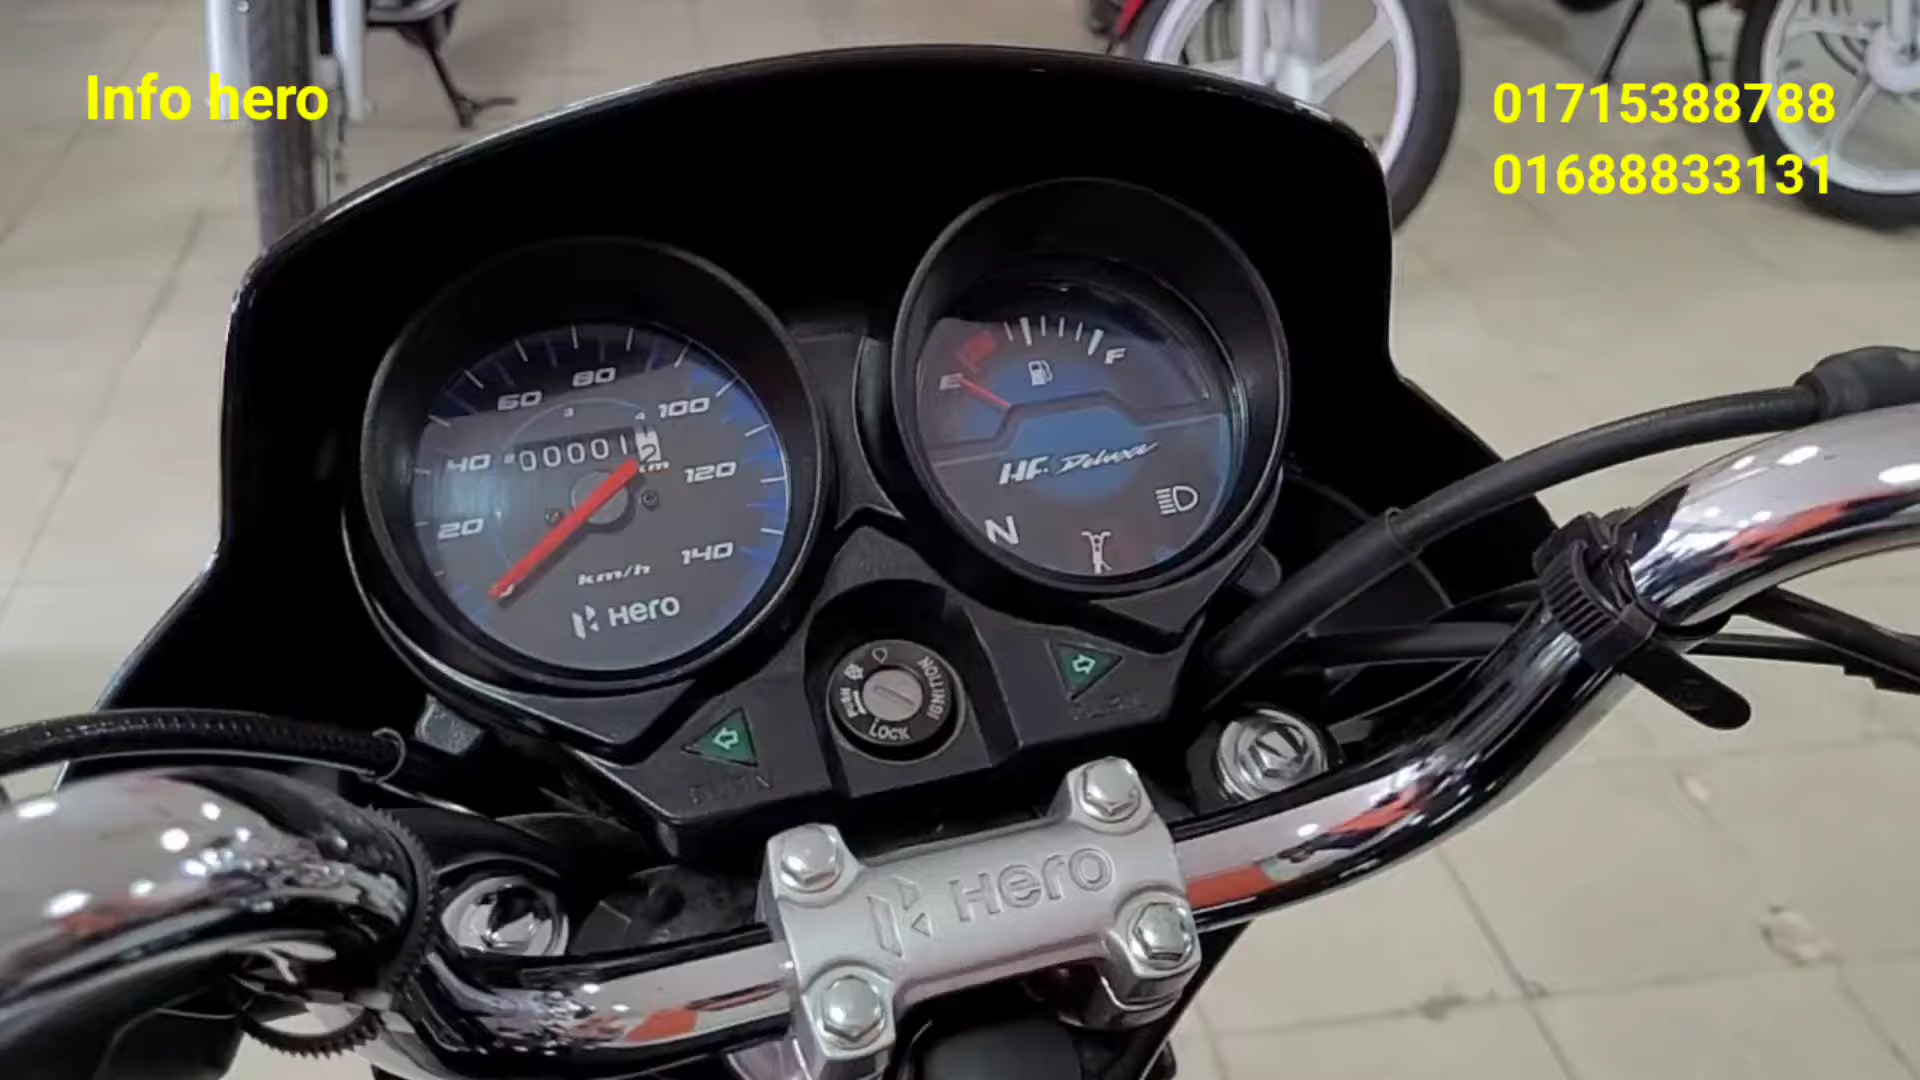 Info hero
01715388788
01688833131
80
60
100
40
000012
km
120
20
140
km/h
Hero
E
F
HF Deluxe
N
IGNITION
LOCK
Hero